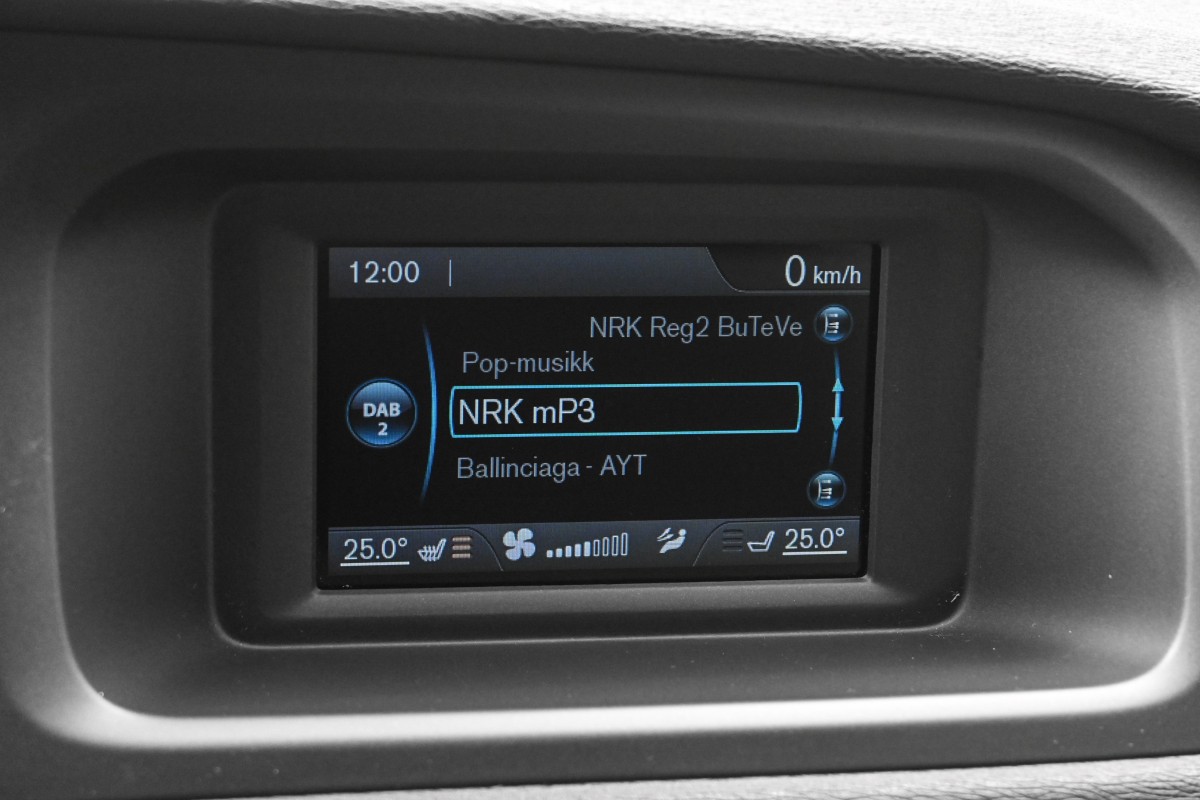 12:00 | 0 km/h
NRK Reg2 BuTeVe
Pop-musikk
DAB
2
NRK mP3
Ballinciaga - AYT
25.0° 25.0°